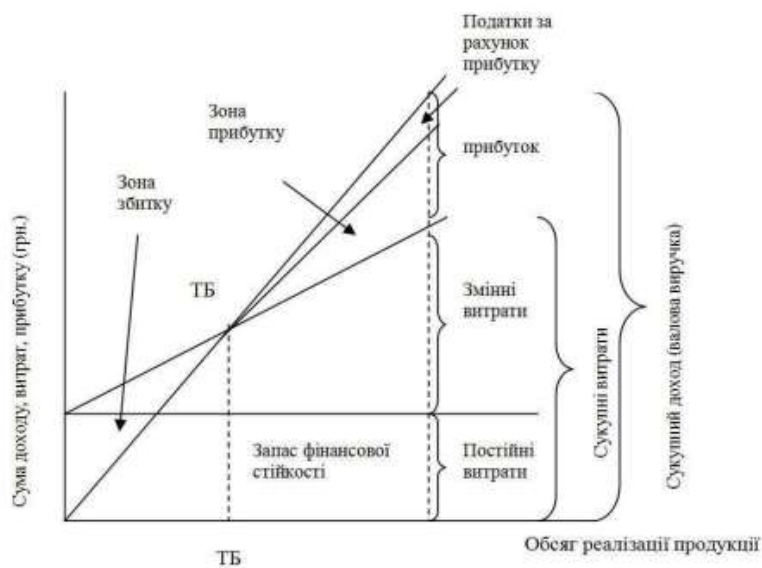 Податки за
рахунок
прибутку
Зона
прибутку
прибуток
Зона
збитку
ТБ
Змінні
витрати
Запас фінансової
стійкості
Постійні
витрати
Сума доходу, витрат, прибутку (грн.)
Сукупні витрати
Сукупний доход (валова виручка)
Обсяг реалізації продукції
ТБ